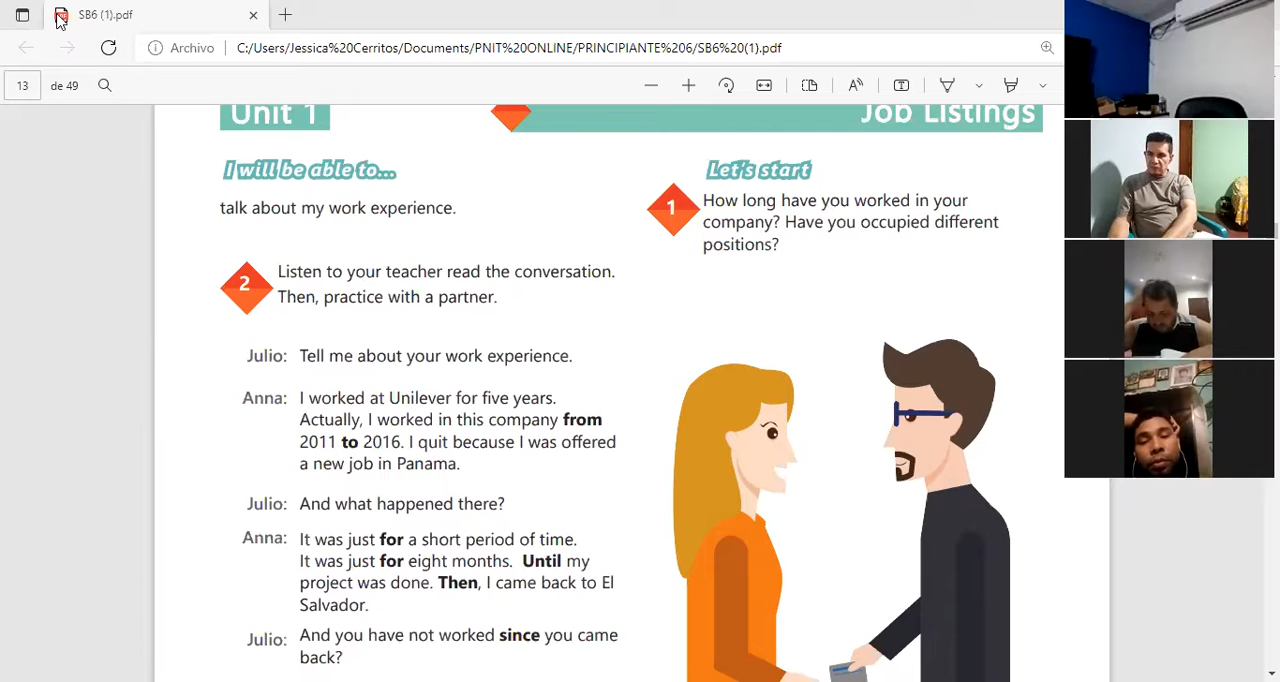 SB6 (1).pdf
Archivo
C:/Users/Jessica%20Cerritos/Documents/PNIT%20ONLINE/PRINCIPIANTE%206/SB6%20(1).pdf
13 de 49
Unit 1
Job Listings
I will be able to...
talk about my work experience.
Let's start
1
How long have you worked in your
company? Have you occupied different
positions?
2
Listen to your teacher read the conversation.
Then, practice with a partner.
Julio: Tell me about your work experience.
Anna: I worked at Unilever for five years.
Actually, I worked in this company from
2011 to 2016. I quit because I was offered
a new job in Panama.
Julio: And what happened there?
Anna: It was just for a short period of time.
It was just for eight months. Until my
project was done. Then, I came back to El
Salvador.
Julio: And you have not worked since you came
back?